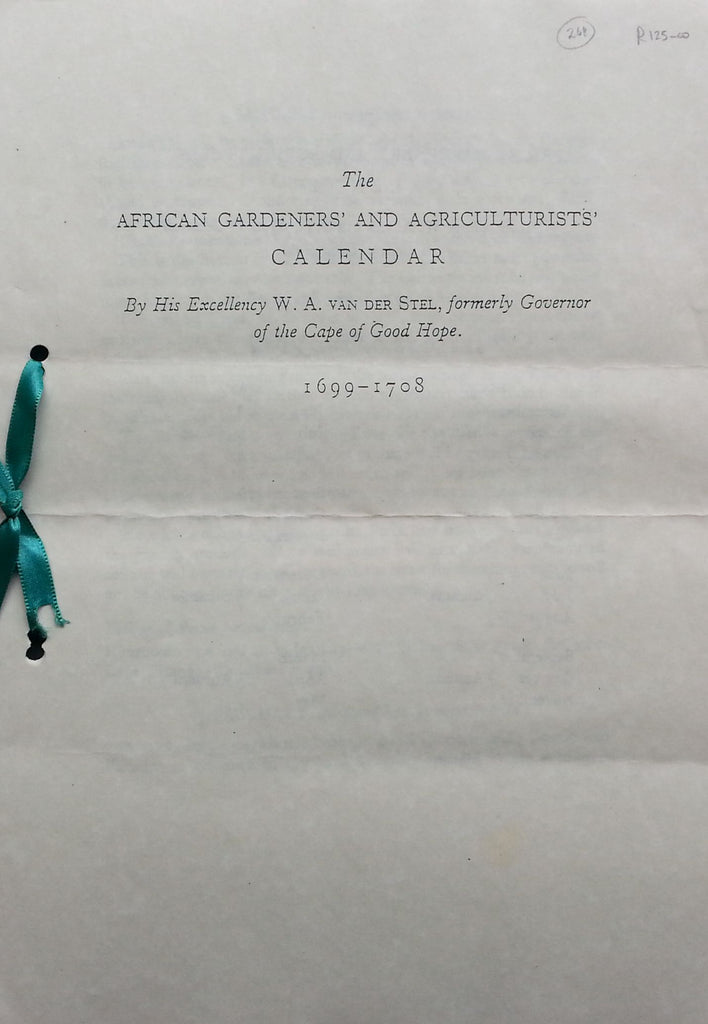 R125-00
The
AFRICAN GARDENERS' AND AGRICULTURISTS'
CALENDAR
By His Excellency W. A. VAN DER STEL, formerly Governor
of the Cape of Good Hope.
1699-1708